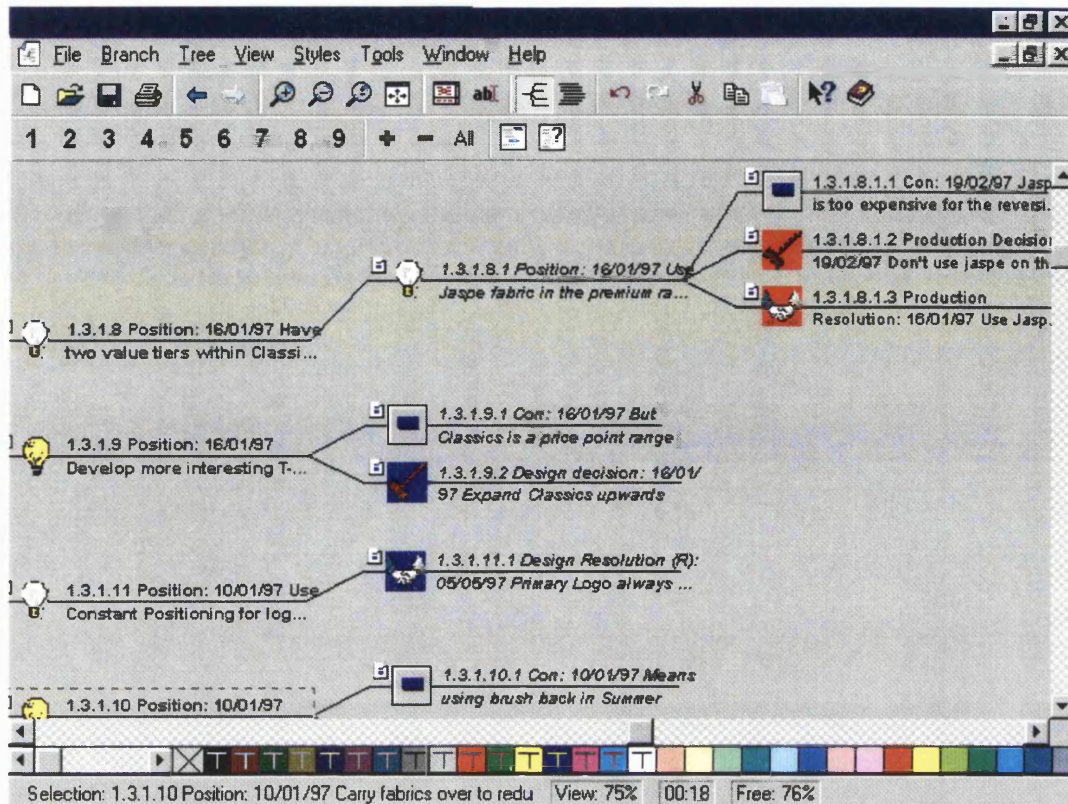 File Branch Tree View Styles Tools Window Help
abI
1 2 3 4 5 6 7 8 9 + - All
1.3.1.8.1.1 Con: 19/02/97 Jasp
is too expensive for the reversi...
1.3.1.8.1.2 Production Decision
19/02/97 Don't use jaspe on th...
1.3.1.8.1 Position: 16/01/97 Use
Jaspe fabric in the premium ra...
1.3.1.8.1.3 Production
Resolution: 16/01/97 Use Jasp...
1.3.1.8 Position: 16/01/97 Have
two value tiers within Classi...
1.3.1.9.1 Con: 16/01/97 But
Classics is a price point range
1.3.1.9 Position: 16/01/97
Develop more interesting T-...
1.3.1.9.2 Design decision: 16/01/
97 Expand Classics upwards
1.3.1.11.1 Design Resolution (R):
05/06/97 Primary Logo always ...
1.3.1.11 Position: 10/01/97 Use
Constant Positioning for log...
1.3.1.10.1 Con: 10/01/97 Means
using brush back in Summer
1.3.1.10 Position: 10/01/97
T T T T T T T T T T T T T T T T T
Selection: 1.3.1.10 Position: 10/01/97 Carry fabrics over to redu View: 75% 00:18 Free: 76%